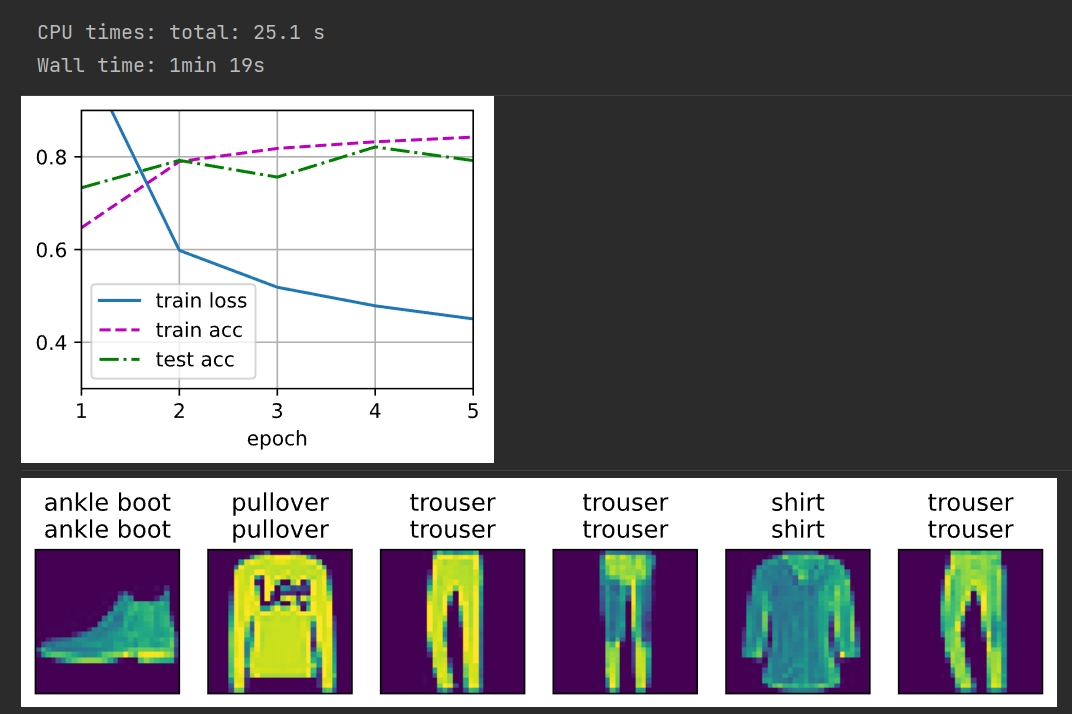 CPU times: total: 25.1 s
Wall time: 1min 19s
0.8
0.6
0.4
train loss
train acc
test acc
1 2 3 4 5
epoch
ankle boot pullover trouser trouser shirt trouser
ankle boot pullover trouser trouser shirt trouser